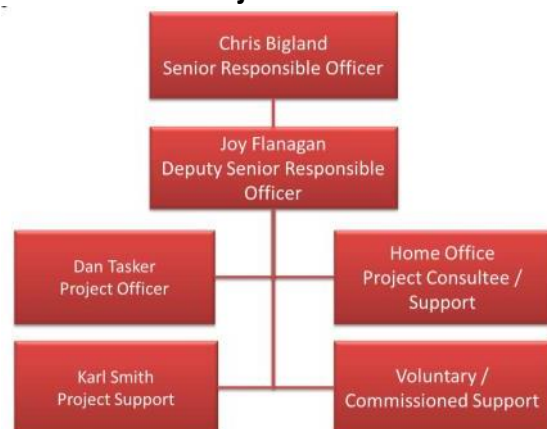 Chris Bigland
Senior Responsible Officer
Joy Flanagan
Deputy Senior Responsible
Officer
Dan Tasker
Project Officer
Home Office
Project Consultee /
Support
Karl Smith
Project Support
Voluntary /
Commissioned Support